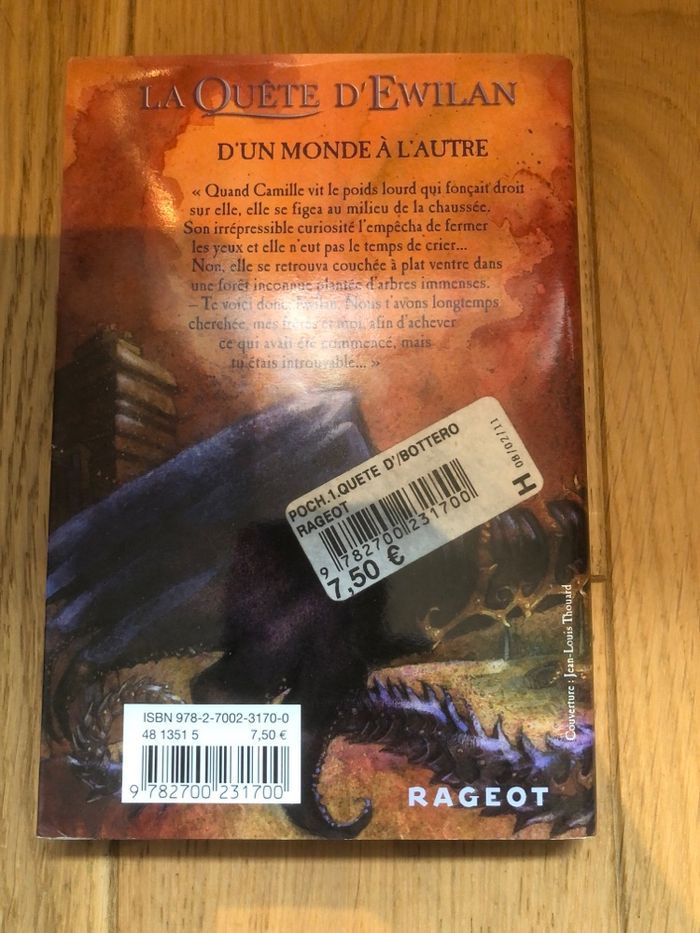 LA QUÊTE D'EWILAN
D'UN MONDE À L'AUTRE
« Quand Camille vit le poids lourd qui fonçait droit
sur elle, elle se figea au milieu de la chaussée.
Son irrépressible curiosité l'empêcha de fermer
les yeux et elle n'eut pas le temps de crier...
Non, elle se retrouva couchée à plat ventre dans
une forêt inconnue plantée d'arbres immenses.
– Te voici donc, Ewilan. Nous t'avons longtemps
cherchée, mes frères et moi, afin d'achever
ce qui avait été commencé, mais
tu étais introuvable... »
POCH.1.QUETE D'/BOTTERO
RAGEOT
9 782700 231700
7,50 €
H
08/02/11
Couverture : Jean-Louis Thouard
ISBN 978-2-7002-3170-0
48 1351 5 7,50 €
9 782700 231700
RAGEOT